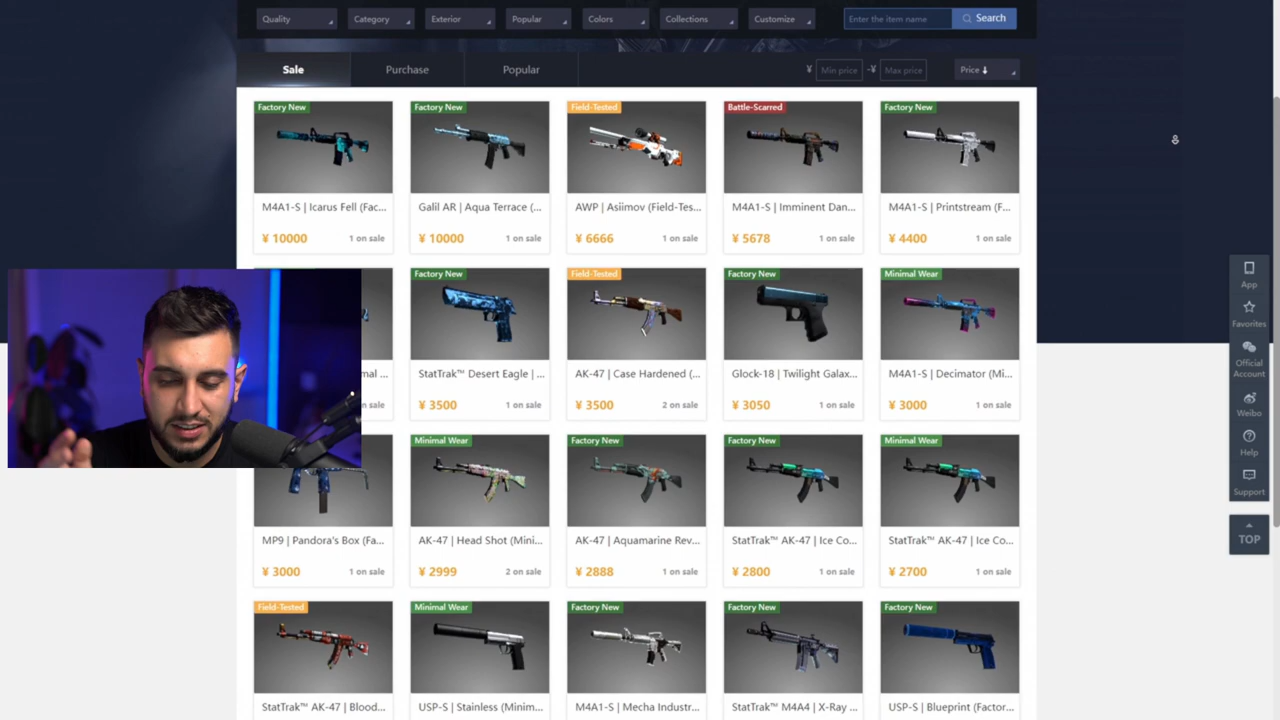 Quality
Category
Exterior
Popular
Colors
Collections
Customize
Enter the item name
Search
Sale
Purchase
Popular
¥ Min price -¥ Max price
Price
Factory New
Factory New
Field-Tested
Battle-Scarred
Factory New
M4A1-S | Icarus Fell (Fac...
Galil AR | Aqua Terrace (...
AWP | Asiimov (Field-Tes...
M4A1-S | Imminent Dan...
M4A1-S | Printstream (F...
¥ 10000 1 on sale
¥ 10000 1 on sale
¥ 6666 1 on sale
¥ 5678 1 on sale
¥ 4400 1 on sale
Factory New
Field-Tested
Factory New
Minimal Wear
StatTrak™ Desert Eagle | ...
AK-47 | Case Hardened (...
Glock-18 | Twilight Galax...
M4A1-S | Decimator (Mi...
¥ 3500 1 on sale
¥ 3500 2 on sale
¥ 3050 1 on sale
¥ 3000 1 on sale
Minimal Wear
Factory New
Factory New
Minimal Wear
MP9 | Pandora's Box (Fa...
AK-47 | Head Shot (Mini...
AK-47 | Aquamarine Rev...
StatTrak™ AK-47 | Ice Co...
StatTrak™ AK-47 | Ice Co...
¥ 3000 1 on sale
¥ 2999 2 on sale
¥ 2888 1 on sale
¥ 2800 1 on sale
¥ 2700 1 on sale
Field-Tested
Minimal Wear
Factory New
Factory New
Factory New
StatTrak™ AK-47 | Blood...
USP-S | Stainless (Minim...
M4A1-S | Mecha Industr...
StatTrak™ M4A4 | X-Ray ...
USP-S | Blueprint (Factor...
App
Favorites
Official
Account
Weibo
Help
Support
TOP